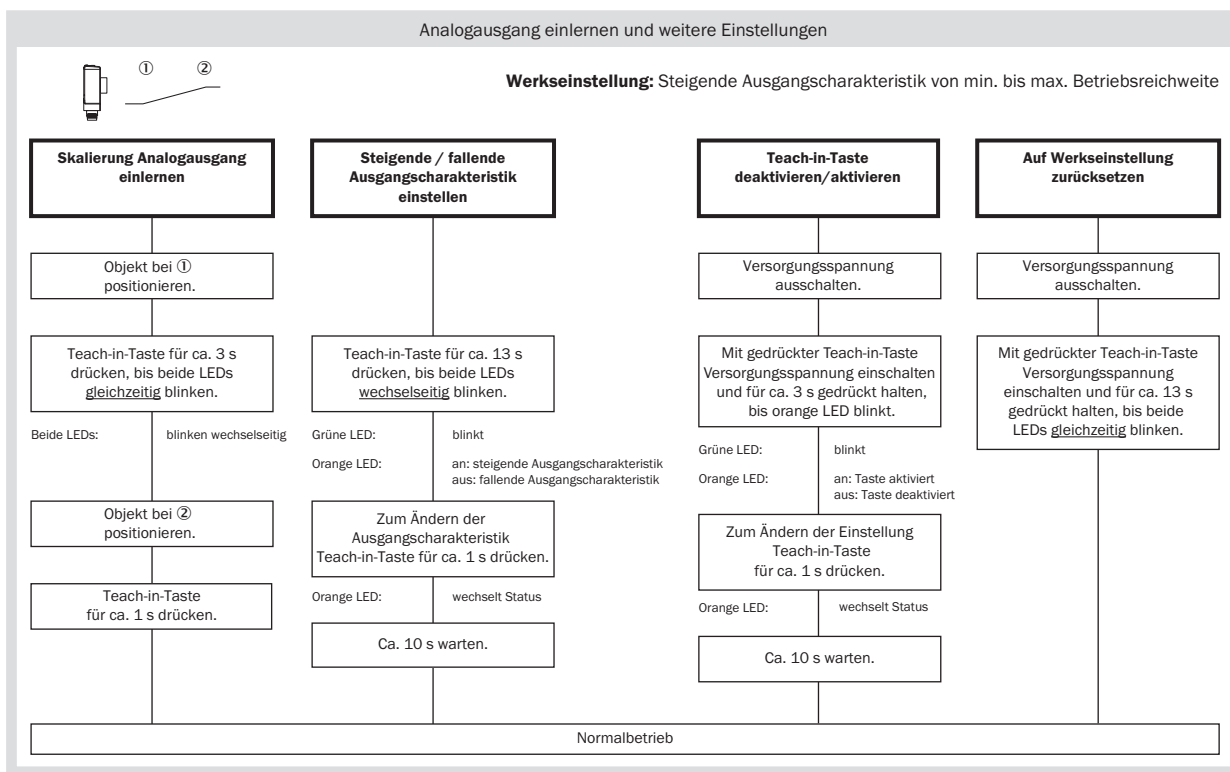 Analogausgang einlernen und weitere Einstellungen
① ②
Werkseinstellung: Steigende Ausgangscharakteristik von min. bis max. Betriebsreichweite
Skalierung Analogausgang
einlernen
Objekt bei ①
positionieren.
Teach-in-Taste für ca. 3 s
drücken, bis beide LEDs
gleichzeitig blinken.
Beide LEDs: blinken wechselseitig
Objekt bei ②
positionieren.
Teach-in-Taste
für ca. 1 s drücken.
Steigende / fallende
Ausgangscharakteristik
einstellen
Teach-in-Taste für ca. 13 s
drücken, bis beide LEDs
wechselseitig blinken.
Grüne LED: blinkt
Orange LED: an: steigende Ausgangscharakteristik
aus: fallende Ausgangscharakteristik
Zum Ändern der
Ausgangscharakteristik
Teach-in-Taste für ca. 1 s drücken.
Orange LED: wechselt Status
Ca. 10 s warten.
Teach-in-Taste
deaktivieren/aktivieren
Versorgungsspannung
ausschalten.
Mit gedrückter Teach-in-Taste
Versorgungsspannung einschalten
und für ca. 3 s gedrückt halten,
bis orange LED blinkt.
Grüne LED: blinkt
Orange LED: an: Taste aktiviert
aus: Taste deaktiviert
Zum Ändern der Einstellung
Teach-in-Taste
für ca. 1 s drücken.
Orange LED: wechselt Status
Ca. 10 s warten.
Auf Werkseinstellung
zurücksetzen
Versorgungsspannung
ausschalten.
Mit gedrückter Teach-in-Taste
Versorgungsspannung
einschalten und für ca. 13 s
gedrückt halten, bis beide
LEDs gleichzeitig blinken.
Normalbetrieb